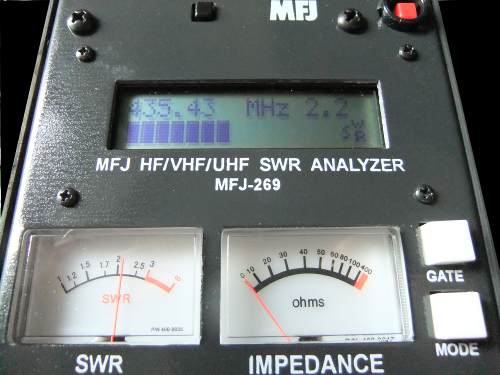 MFJ
435.43 MHz 2.2
SWR
MFJ HF/VHF/UHF SWR ANALYZER
MFJ-269
1 1.2 1.5 1.7 2 2.5 3 6
SWR
SWR
0 10 20 30 40 50 60 80 100 400
ohms
IMPEDANCE
GATE
MODE